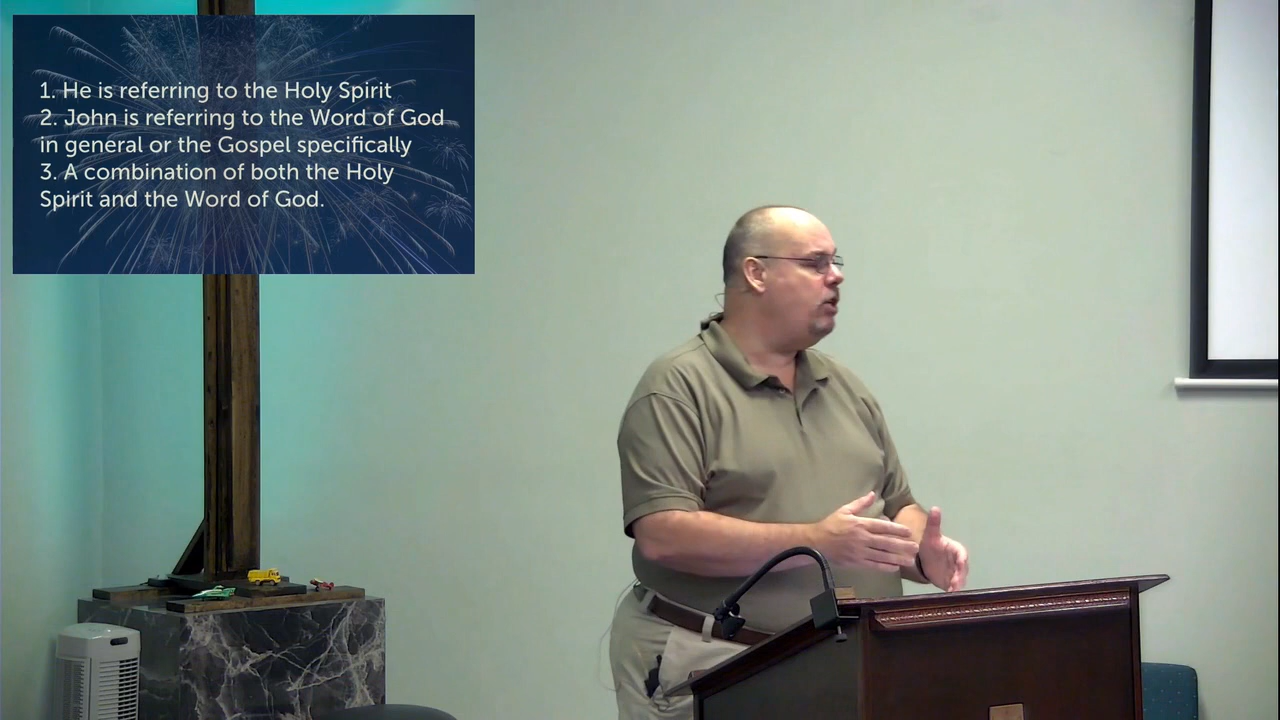 1. He is referring to the Holy Spirit
2. John is referring to the Word of God
in general or the Gospel specifically
3. A combination of both the Holy
Spirit and the Word of God.